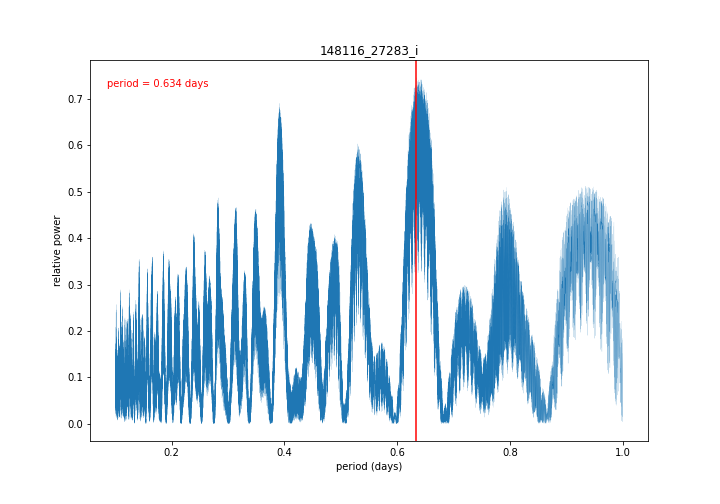 148116_27283_i
period = 0.634 days
relative power
0.7
0.6
0.5
0.4
0.3
0.2
0.1
0.0
0.2 0.4 0.6 0.8 1.0
period (days)